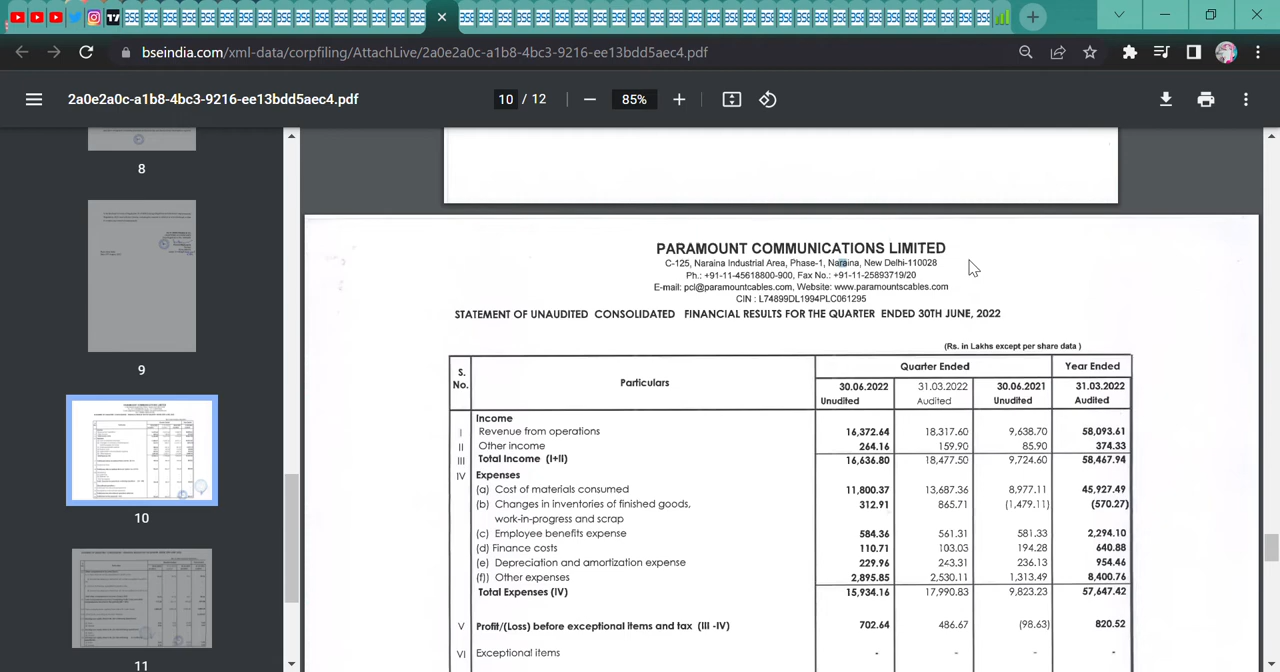 bseindia.com/xml-data/corpfiling/AttachLive/2a0e2a0c-a1b8-4bc3-9216-ee13bdd5aec4.pdf
2a0e2a0c-a1b8-4bc3-9216-ee13bdd5aec4.pdf 10 / 12 85%
8
9
10
11
PARAMOUNT COMMUNICATIONS LIMITED
C-125, Naraina Industrial Area, Phase-1, Naraina, New Delhi-110028
Ph.: +91-11-45618800-900, Fax No.: +91-11-25893719/20
E-mail: pcl@paramountcables.com, Website: www.paramountscables.com
CIN : L74899DL1994PLC061295
STATEMENT OF UNAUDITED CONSOLIDATED FINANCIAL RESULTS FOR THE QUARTER ENDED 30TH JUNE, 2022
(Rs. in Lakhs except per share data )
S. No. Particulars Quarter Ended Year Ended
30.06.2022 31.03.2022 30.06.2021 31.03.2022
Unudited Audited Unudited Audited
Income
I Revenue from operations 16,372.64 18,317.60 9,638.70 58,093.61
II Other income 264.16 159.90 85.90 374.33
III Total Income (I+II) 16,636.80 18,477.50 9,724.60 58,467.94
IV Expenses
(a) Cost of materials consumed 11,800.37 13,687.36 8,977.11 45,927.49
(b) Changes in inventories of finished goods, 312.91 865.71 (1,479.11) (570.27)
work-in-progress and scrap
(c) Employee benefits expense 584.36 561.31 581.33 2,294.10
(d) Finance costs 110.71 103.03 194.28 640.88
(e) Depreciation and amortization expense 229.96 243.31 236.13 954.46
(f) Other expenses 2,895.85 2,530.11 1,313.49 8,400.76
Total Expenses (IV) 15,934.16 17,990.83 9,823.23 57,647.42
V Profit/(Loss) before exceptional items and tax (III -IV) 702.64 486.67 (98.63) 820.52
VI Exceptional items - - - -